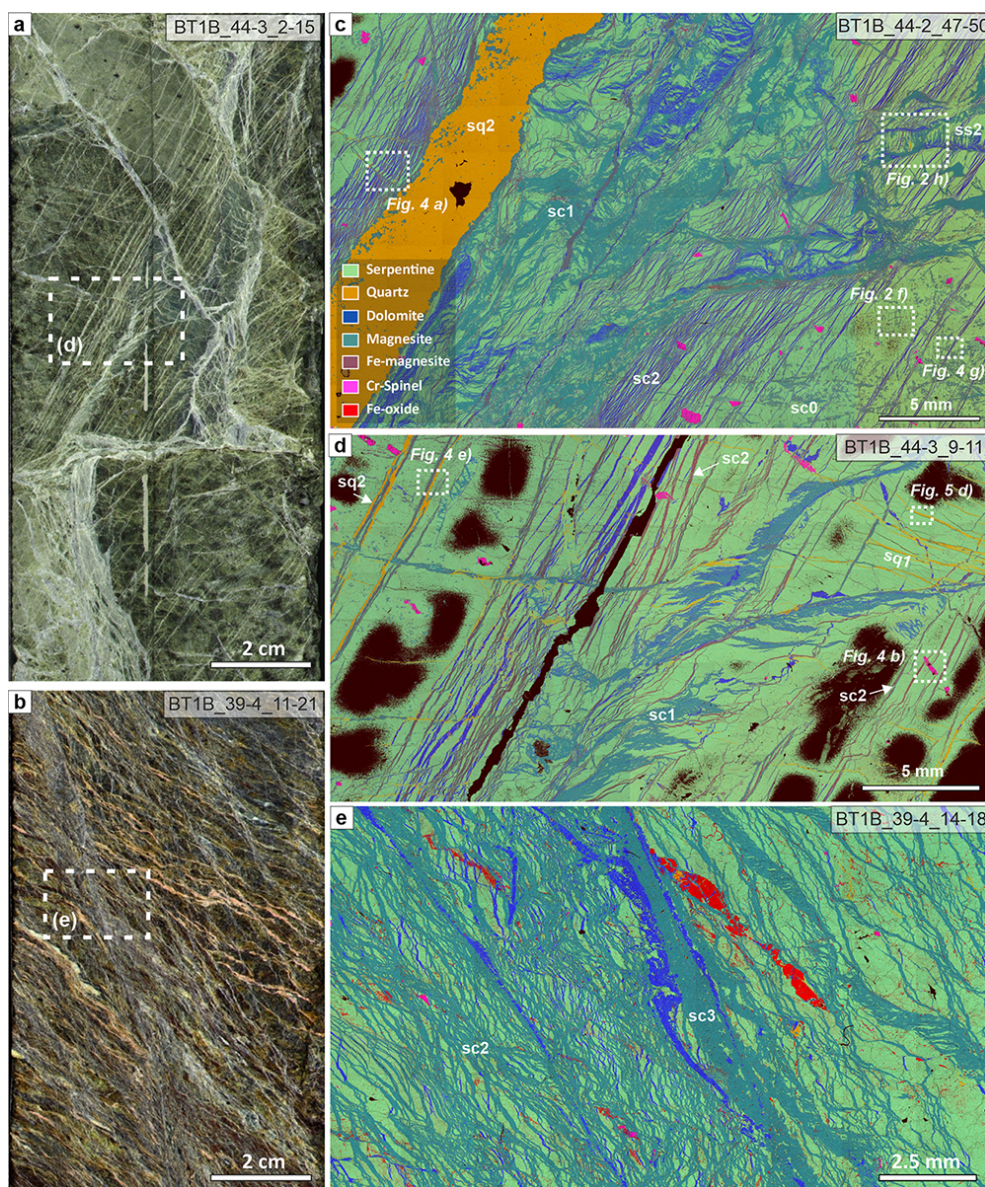 a
BT1B_44-3_2-15
(d)
2 cm
b
BT1B_39-4_11-21
(e)
2 cm
c
BT1B_44-2_47-50
sq2
ss2
Fig. 2 h)
Fig. 4 a)
sc1
Serpentine
Quartz
Dolomite
Magnesite
Fe-magnesite
Cr-Spinel
Fe-oxide
Fig. 2 f)
Fig. 4 g)
sc2
sc0
5 mm
d
BT1B_44-3_9-11
Fig. 4 e)
sq2
sc2
Fig. 5 d)
sq1
Fig. 4 b)
sc2
sc1
5 mm
e
BT1B_39-4_14-18
sc3
sc2
2.5 mm